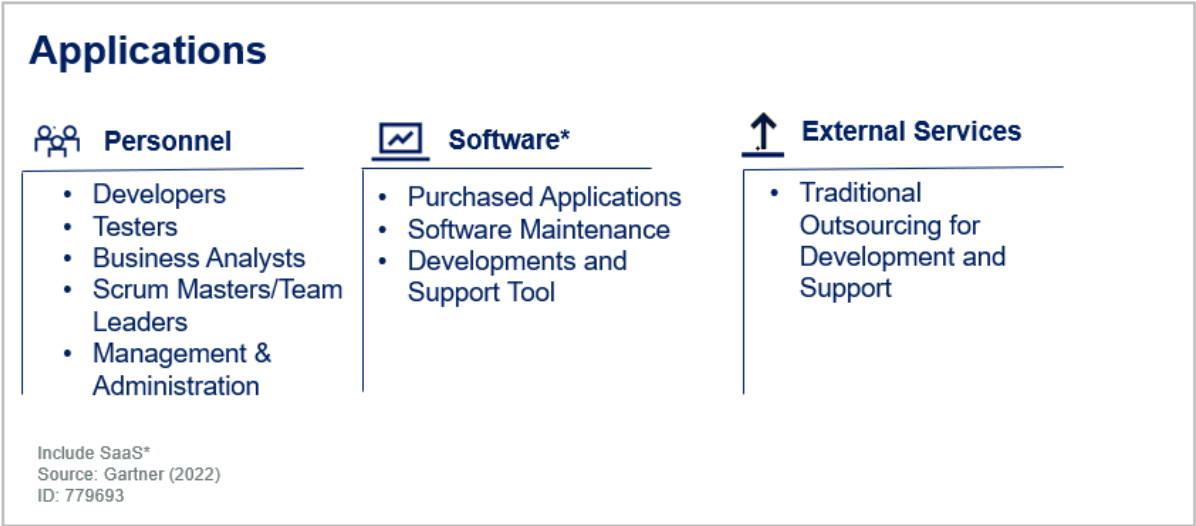 Applications
Personnel
• Developers
• Testers
• Business Analysts
• Scrum Masters/Team
Leaders
• Management &
Administration
Software*
• Purchased Applications
• Software Maintenance
• Developments and
Support Tool
External Services
• Traditional
Outsourcing for
Development and
Support
Include SaaS*
Source: Gartner (2022)
ID: 779693